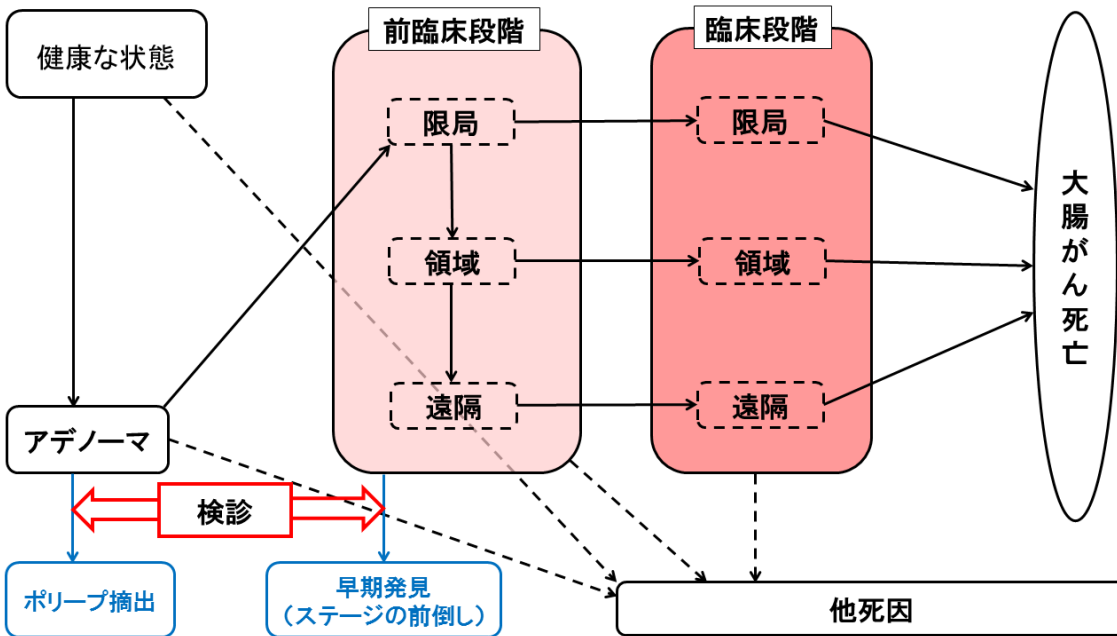 健康な状態
前臨床段階
臨床段階
限局
限局
領域
領域
遠隔
遠隔
大腸がん死亡
アデノーマ
検診
ポリープ摘出
早期発見
（ステージの前倒し）
他死因